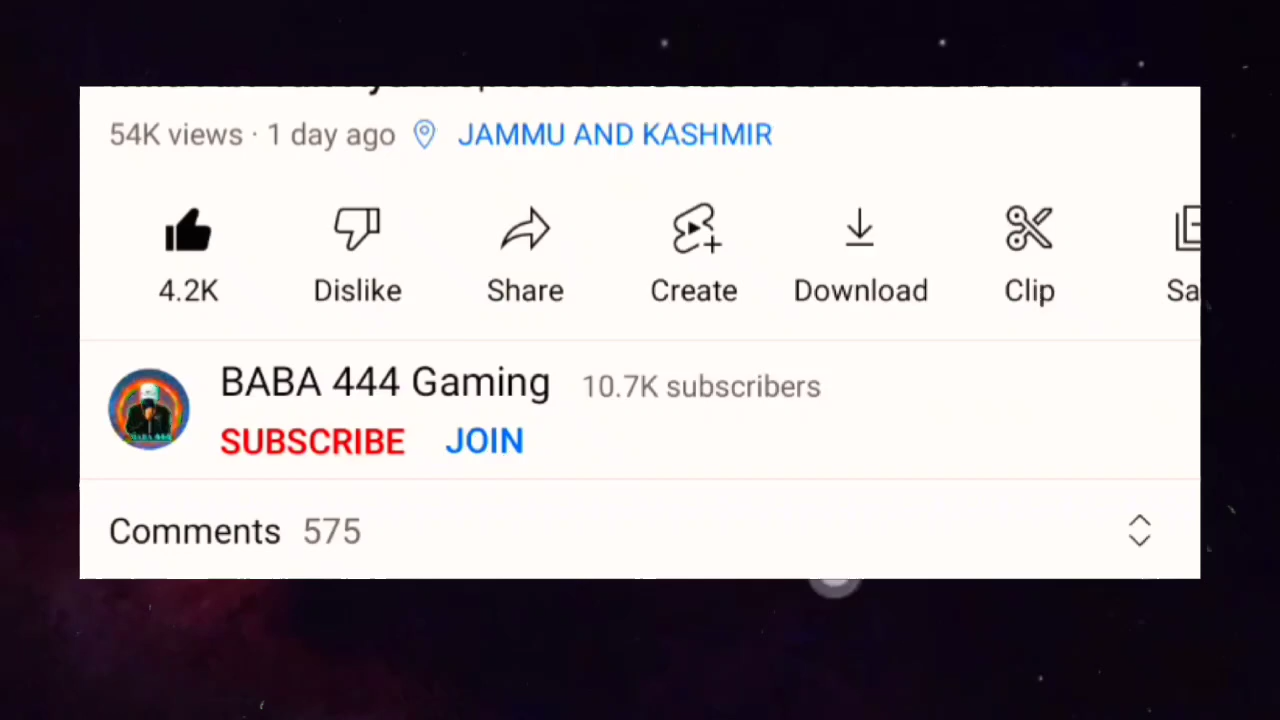 54K views · 1 day ago JAMMU AND KASHMIR
4.2K Dislike Share Create Download Clip Sa
BABA 444 Gaming 10.7K subscribers
SUBSCRIBE JOIN
Comments 575